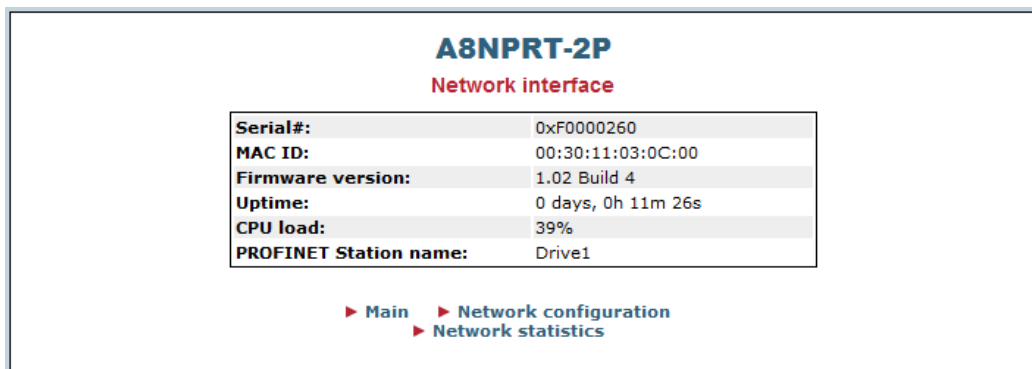 A8NPRT-2P
Network interface
Serial#: 0xF0000260
MAC ID: 00:30:11:03:0C:00
Firmware version: 1.02 Build 4
Uptime: 0 days, 0h 11m 26s
CPU load: 39%
PROFINET Station name: Drive1
► Main ► Network configuration
► Network statistics